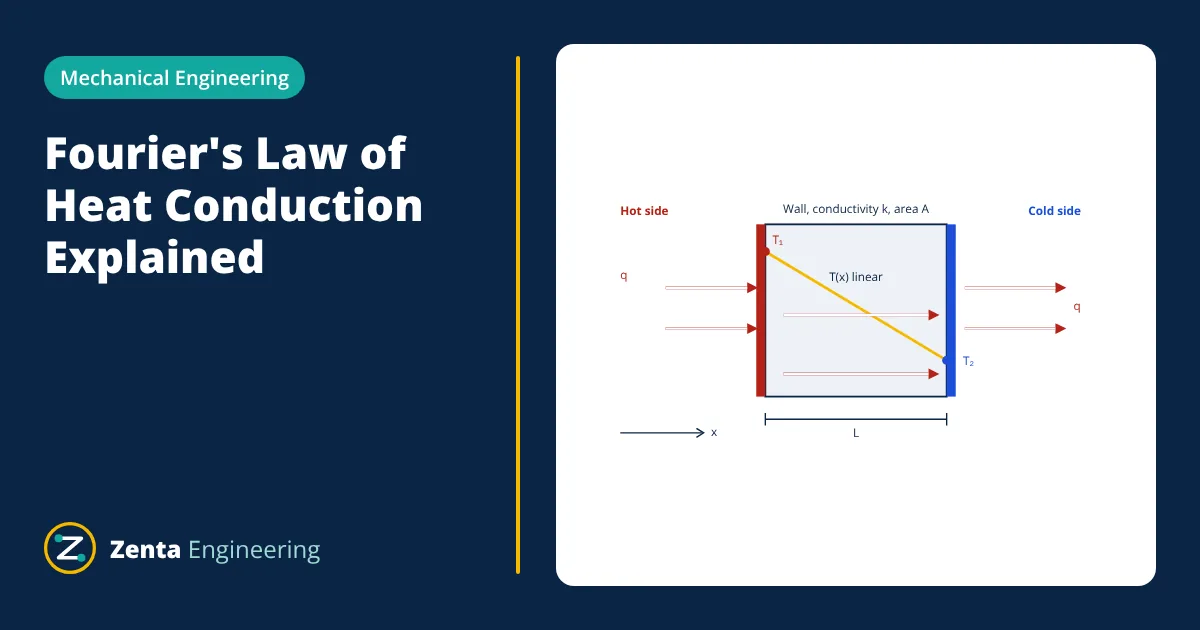 Mechanical Engineering
Fourier's Law of
Heat Conduction
Explained
Zenta Engineering
Hot side
Wall, conductivity k, area A
Cold side
T₁
q
T(x) linear
q
T₂
x
L